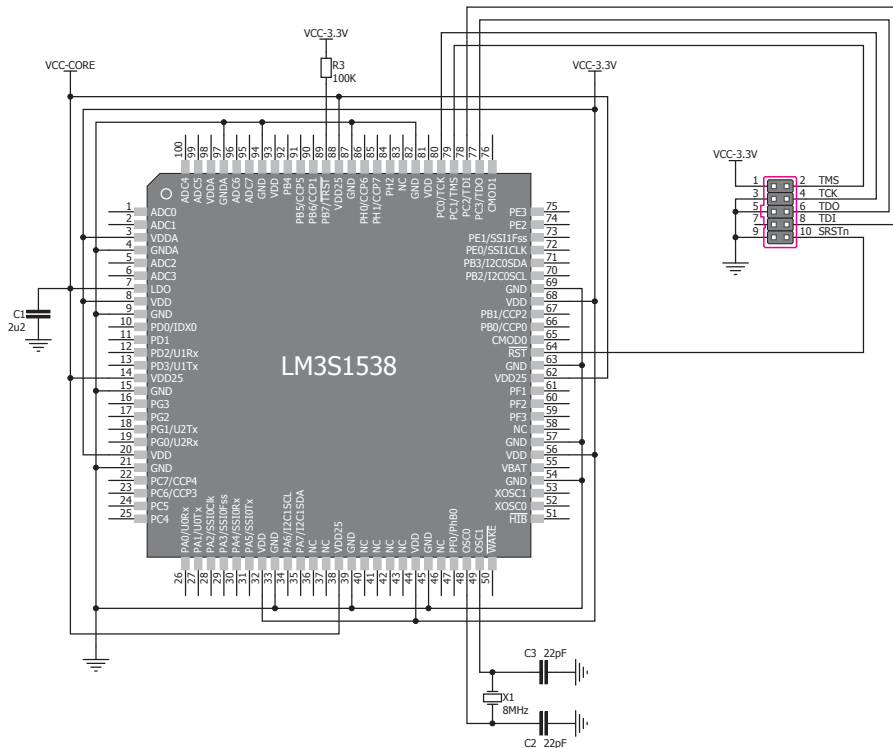 VCC-3.3V
R3
100K
VCC-CORE
VCC-3.3V
100
99
98
97
96
95
94
93
92
91
90
89
88
87
86
85
84
83
82
81
80
79
78
77
76
ADC4
ADC5
VDDA
GNDA
ADC6
ADC7
GND
VDD
PB4
PB5/CCP5
PB6/CCP1
PB7/TRST
VDD25
GND
PH0/CCP6
PH1/CCP7
PH2
NC
GND
VDD
PC0/TCK
PC1/TMS
PC2/TDI
PC3/TDO
CMOD1
1 ADC0
2 ADC1
3 VDDA
4 GNDA
5 ADC2
6 ADC3
7 LDO
8 VDD
9 GND
10 PD0/IDX0
11 PD1
12 PD2/U1Rx
13 PD3/U1Tx
14 VDD25
15 GND
16 PG3
17 PG2
18 PG1/U2Tx
19 PG0/U2Rx
20 VDD
21 GND
22 PC7/CCP4
23 PC6/CCP3
24 PC5
25 PC4
C1
2u2
LM3S1538
PE3 75
PE2 74
PE1/SSI1Fss 73
PE0/SSI1CLK 72
PB3/I2C0SDA 71
PB2/I2C0SCL 70
GND 69
VDD 68
PB1/CCP2 67
PB0/CCP0 66
CMOD0 65
RST 64
GND 63
VDD25 62
PF1 61
PF2 60
PF3 59
NC 58
GND 57
VDD 56
VBAT 55
GND 54
XOSC1 53
XOSC0 52
HIB 51
PA0/U0Rx
PA1/U0Tx
PA2/SSI0Clk
PA3/SSI0Fss
PA4/SSI0Rx
PA5/SSI0Tx
VDD
GND
PA6/I2C1SCL
PA7/I2C1SDA
NC
NC
VDD25
GND
NC
NC
NC
NC
VDD
GND
NC
PF0/PhB0
OSC0
OSC1
WAKE
26
27
28
29
30
31
32
33
34
35
36
37
38
39
40
41
42
43
44
45
46
47
48
49
50
VCC-3.3V
1 2 TMS
3 4 TCK
5 6 TDO
7 8 TDI
9 10 SRSTn
C3 22pF
X1
8MHz
C2 22pF